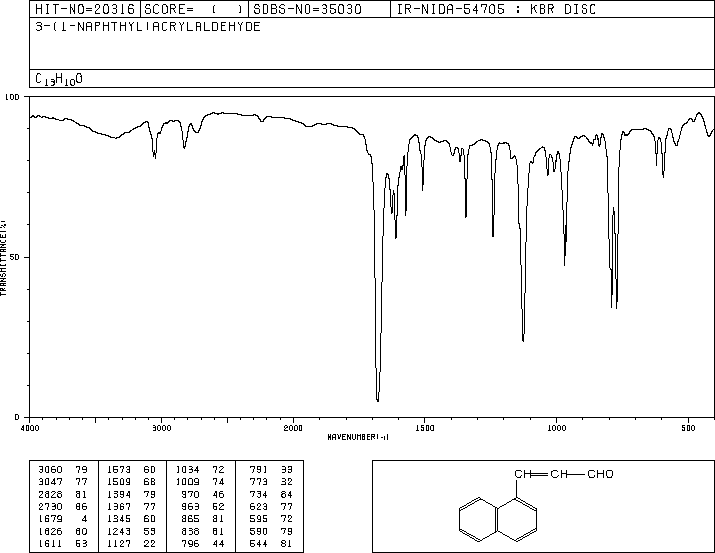 HIT-NO=20316 SCORE= ( ) SDBS-NO=35030 IR-NIDA-54705 : KBR DISC
3-(1-NAPHTHYL)ACRYLALDEHYDE
C13H10O
100
50
0
TRANSMITTANCE(%)
4000 3000 2000 1500 1000 500
WAVENUMBER(-1)
3060 79 1573 60 1034 72 791 33
3047 77 1509 68 1009 74 773 32
2828 81 1394 79 970 46 734 84
2730 86 1367 77 963 62 623 77
1679 4 1345 60 865 81 595 72
1626 60 1243 53 838 81 590 79
1611 53 1127 22 796 44 544 81
CH=CH-CHO